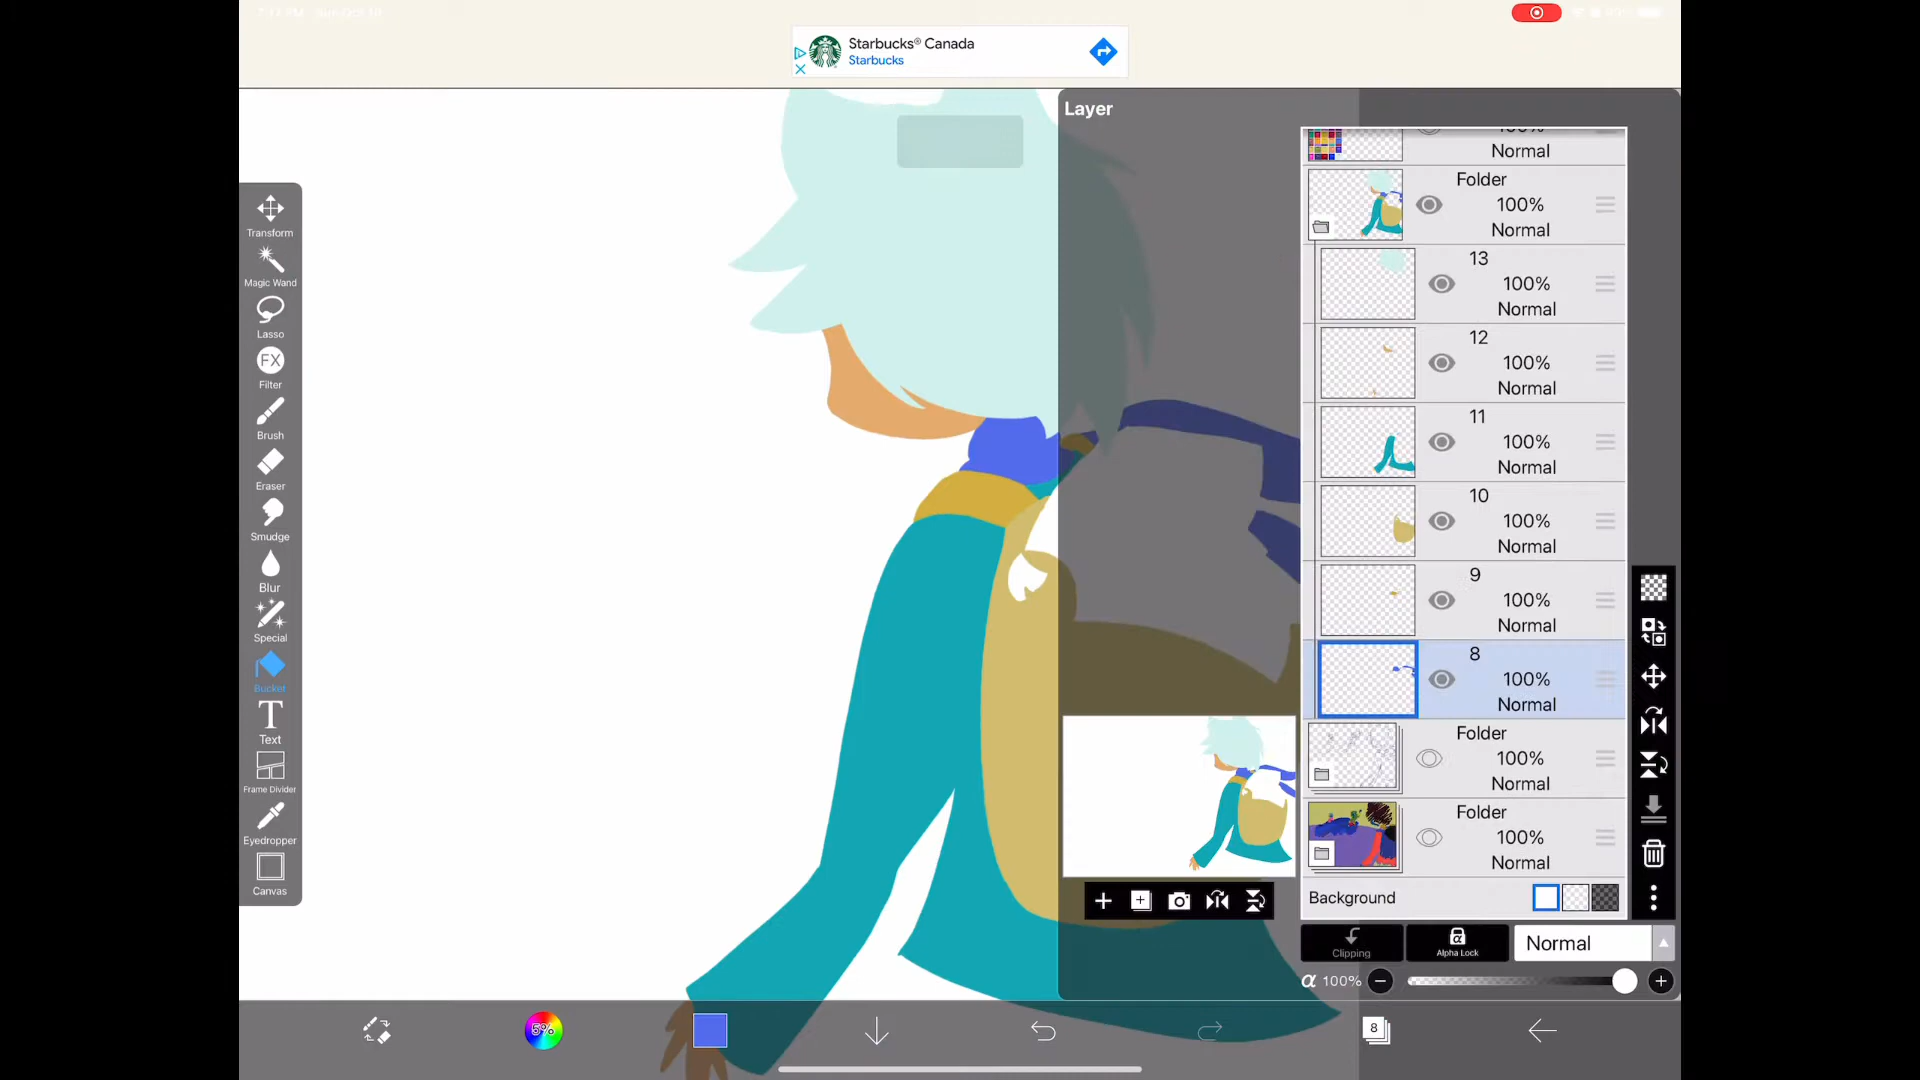 Starbucks® Canada
Starbucks
Layer
Transform
Magic Wand
Lasso
FX
Filter
Brush
Eraser
Smudge
Blur
Special
Bucket
T
Text
Frame Divider
Eyedropper
Canvas
Normal
Folder
100%
Normal
13
100%
Normal
12
100%
Normal
11
100%
Normal
10
100%
Normal
9
100%
Normal
8
100%
Normal
Folder
100%
Normal
Folder
100%
Normal
Background
Clipping
Alpha Lock
Normal
α 100%
5%
8